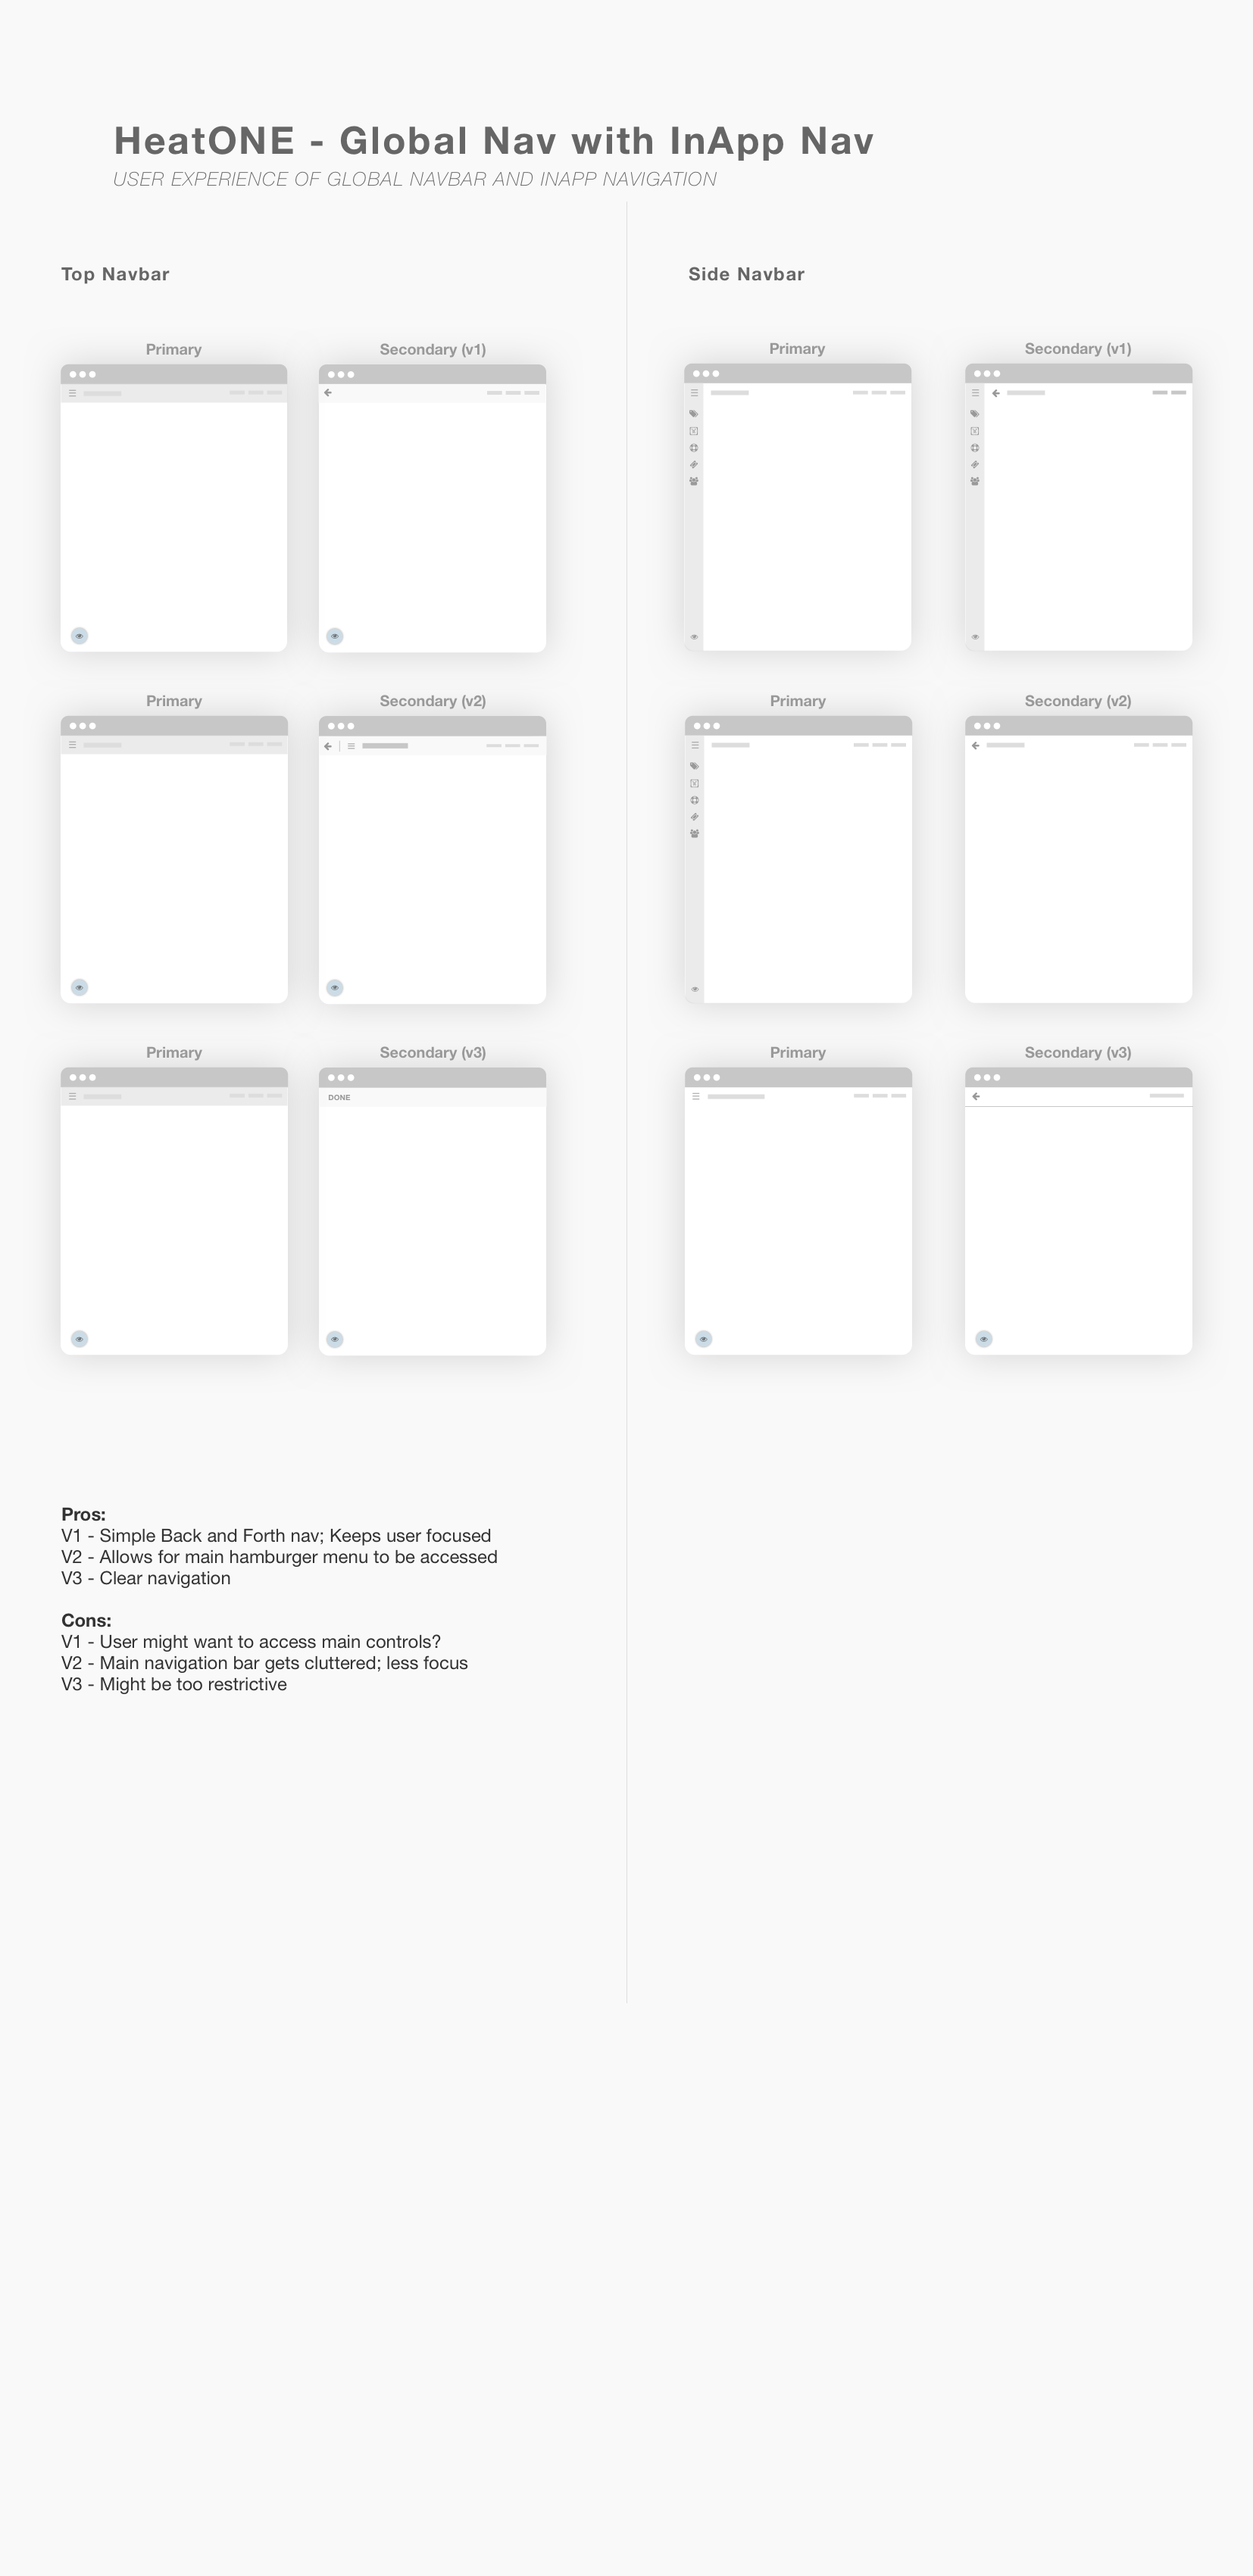 HeatONE - Global Nav with InApp Nav
USER EXPERIENCE OF GLOBAL NAVBAR AND INAPP NAVIGATION
Top Navbar
Primary
Secondary (v1)
Primary
Secondary (v2)
Primary
Secondary (v3)
DONE
Pros:
V1 - Simple Back and Forth nav; Keeps user focused
V2 - Allows for main hamburger menu to be accessed
V3 - Clear navigation
Cons:
V1 - User might want to access main controls?
V2 - Main navigation bar gets cluttered; less focus
V3 - Might be too restrictive
Side Navbar
Primary
Secondary (v1)
Primary
Secondary (v2)
Primary
Secondary (v3)